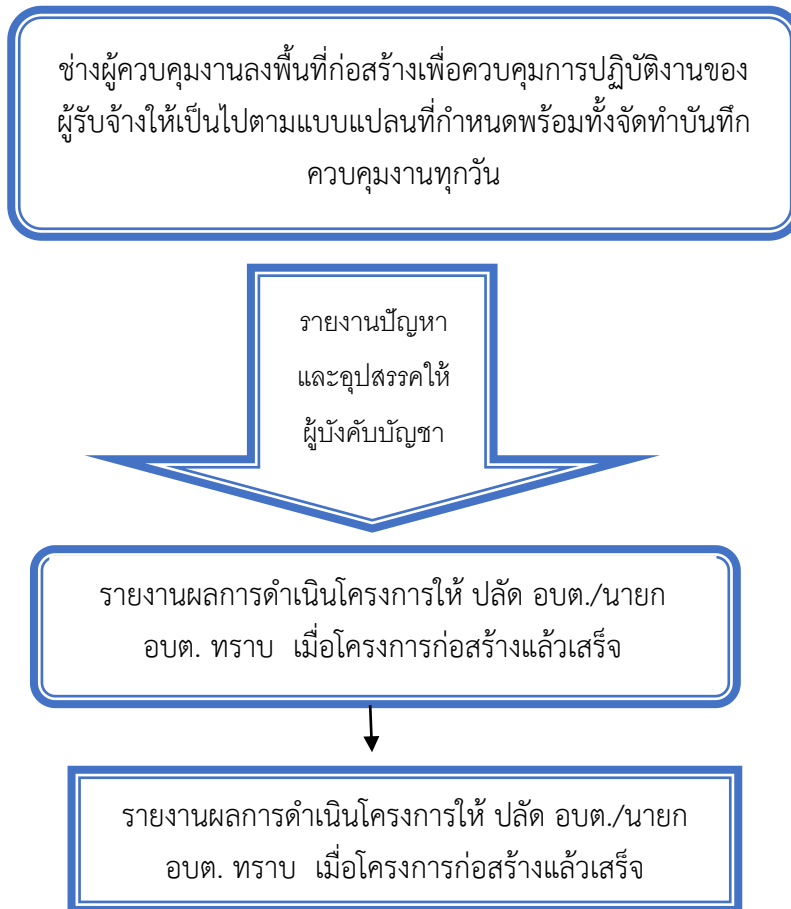 ช่างผู้ควบคุมงานลงพื้นที่ก่อสร้างเพื่อควบคุมการปฏิบัติงานของ
ผู้รับจ้างให้เป็นไปตามแบบแปลนที่กำหนดพร้อมทั้งจัดทำบันทึก
ควบคุมงานทุกวัน
รายงานปัญหา
และอุปสรรคให้
ผู้บังคับบัญชา
รายงานผลการดำเนินโครงการให้ ปลัด อบต./นายก
อบต. ทราบ เมื่อโครงการก่อสร้างแล้วเสร็จ
รายงานผลการดำเนินโครงการให้ ปลัด อบต./นายก
อบต. ทราบ เมื่อโครงการก่อสร้างแล้วเสร็จ